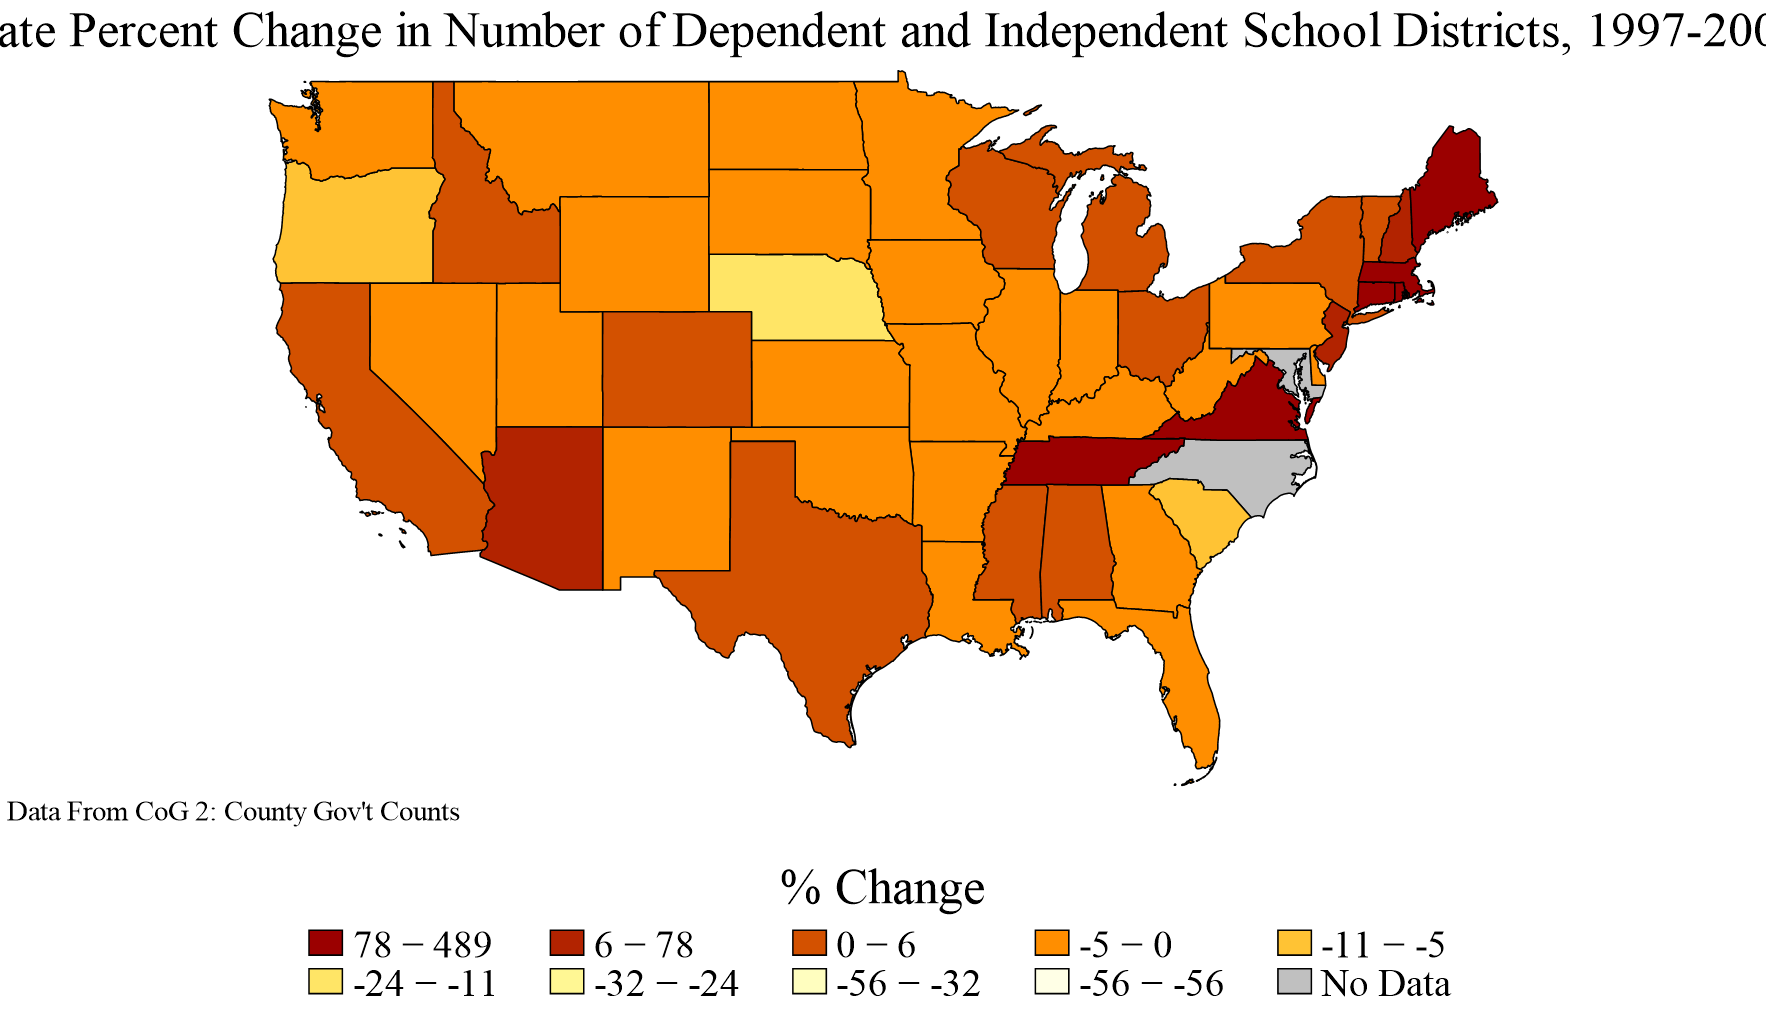 ate Percent Change in Number of Dependent and Independent School Districts, 1997-200
Data From CoG 2: County Gov't Counts
% Change
78 – 489 6 – 78 0 – 6 -5 – 0 -11 – -5
-24 – -11 -32 – -24 -56 – -32 -56 – -56 No Data